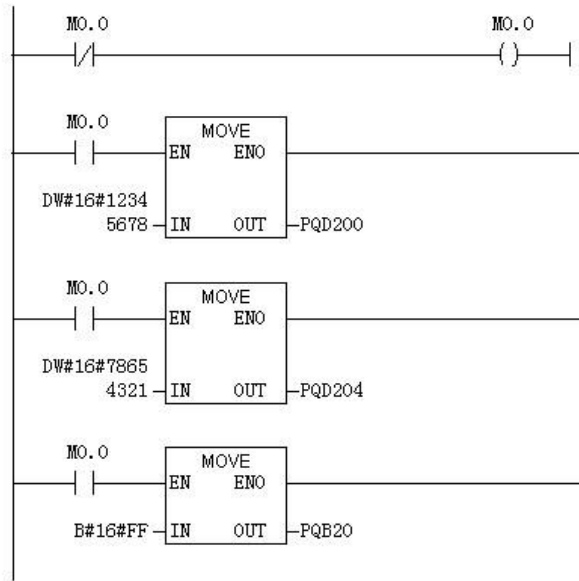 M0.0 M0.0
M0.0
MOVE
EN ENO
DW#16#1234
5678 IN OUT PQD200
M0.0
MOVE
EN ENO
DW#16#7865
4321 IN OUT PQD204
M0.0
MOVE
EN ENO
B#16#FF IN OUT PQB20